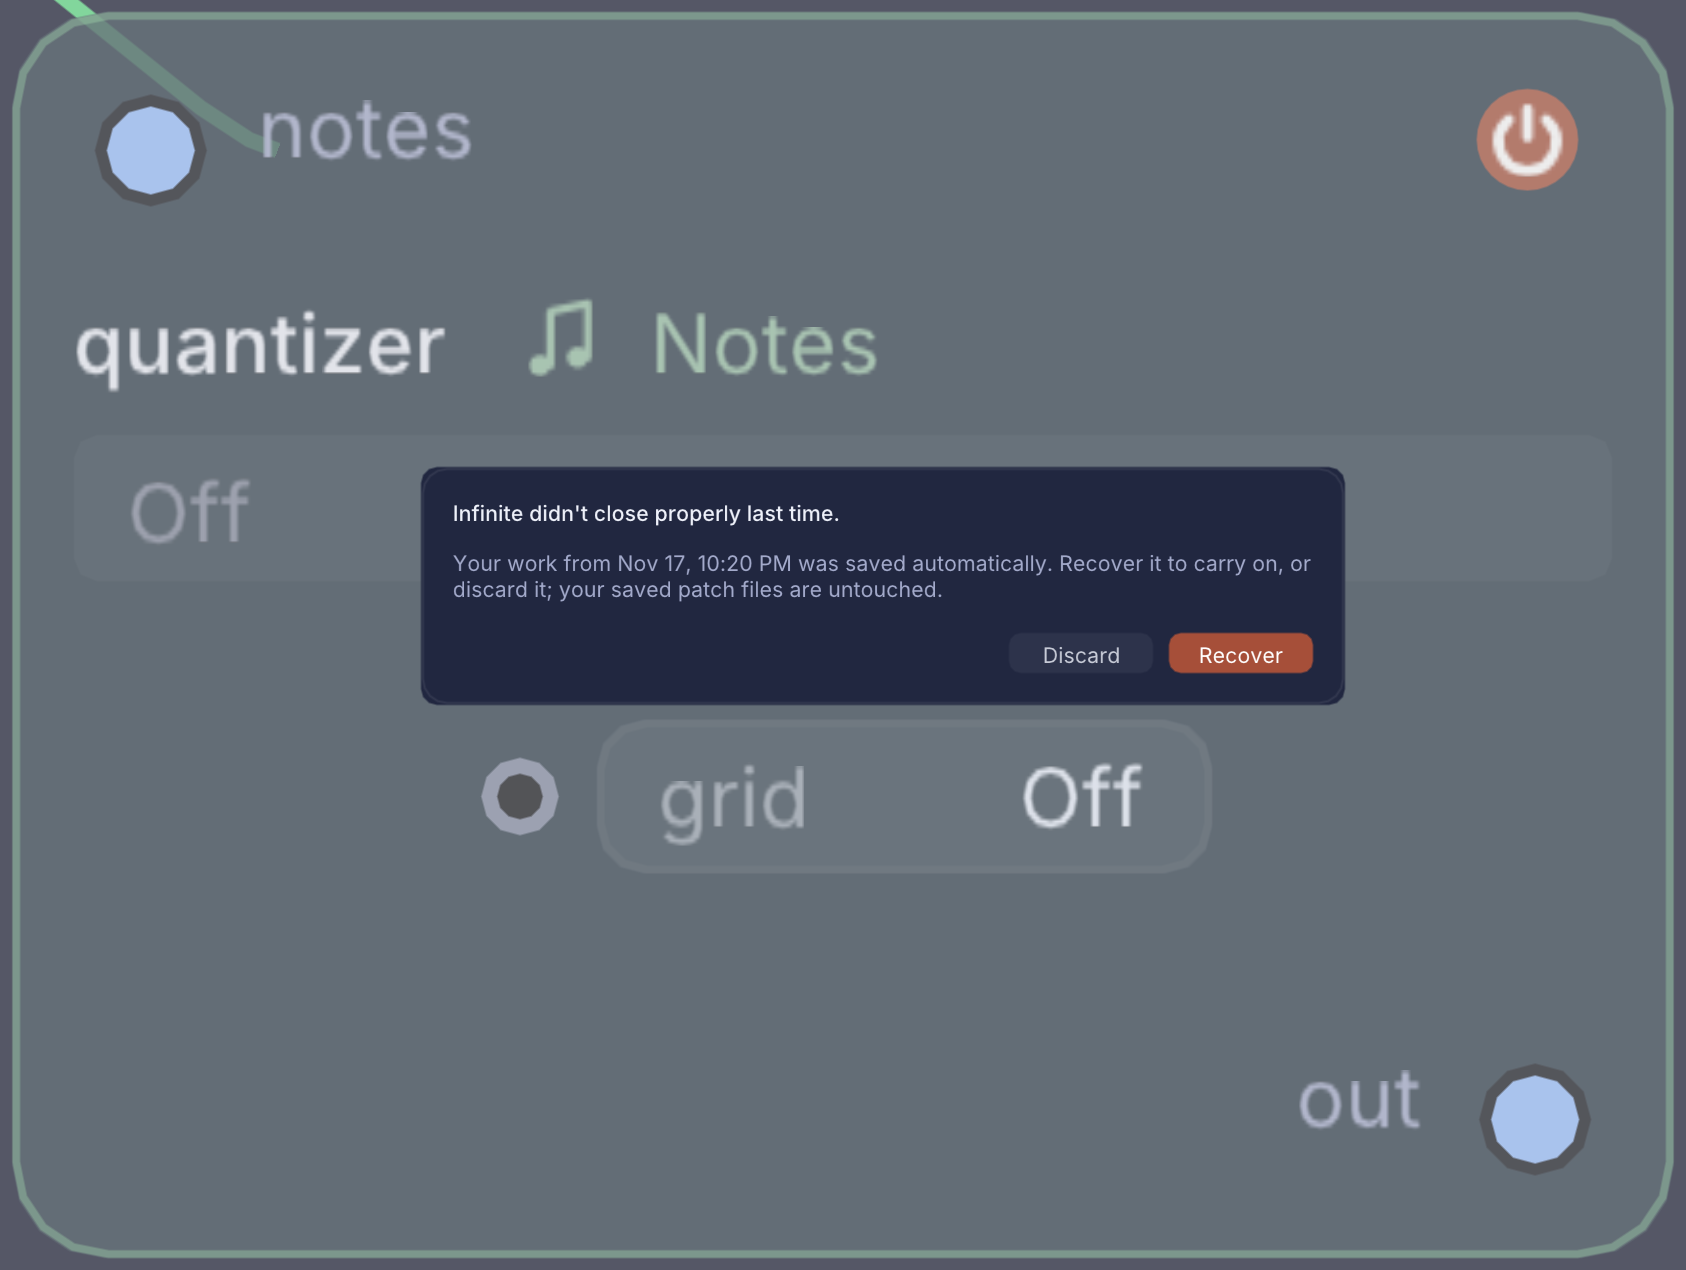 notes
quantizer Notes
Off
Infinite didn't close properly last time.
Your work from Nov 17, 10:20 PM was saved automatically. Recover it to carry on, or
discard it; your saved patch files are untouched.
Discard Recover
grid Off
out